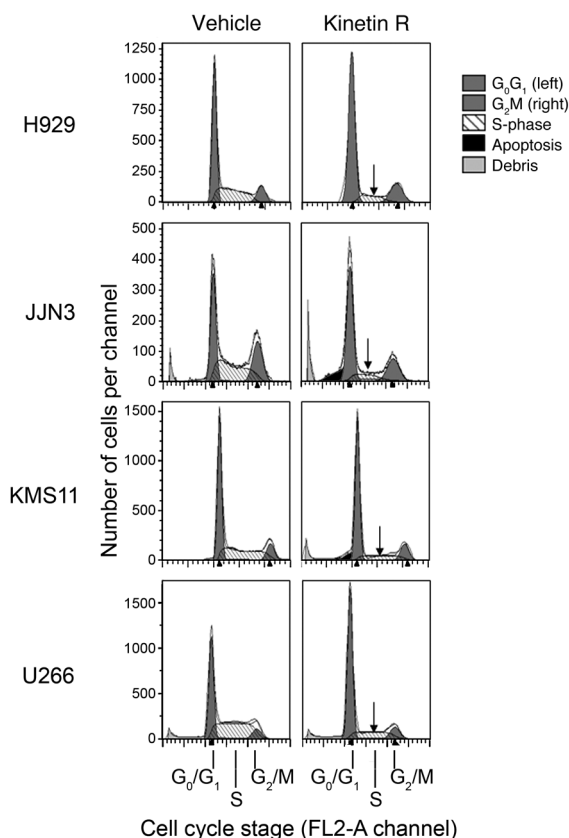 Vehicle Kinetin R
H929
1250
1000
750
500
250
0
G₀G₁ (left)
G₂M (right)
S-phase
Apoptosis
Debris
JJN3
500
400
300
200
100
0
Number of cells per channel
KMS11
1500
1000
500
0
U266
1500
1000
500
0
G₀/G₁ G₂/M G₀/G₁ G₂/M
S S
Cell cycle stage (FL2-A channel)